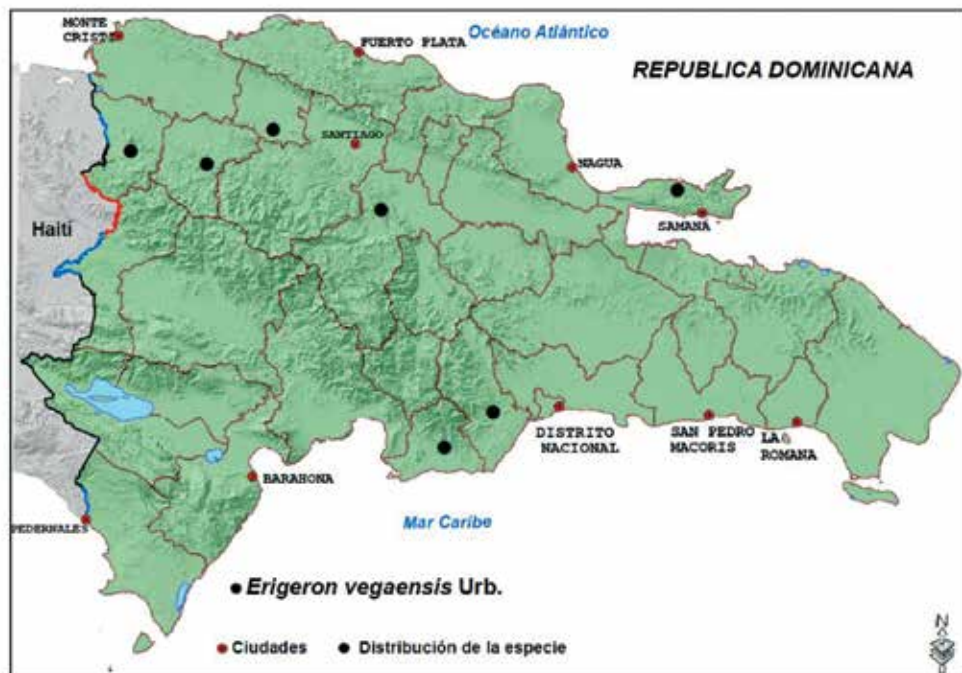 MONTE
CRISTI
PUERTO PLATA
Océano Atlántico
REPUBLICA DOMINICANA
SANTIAGO
NAGUA
Haití
SAMANA
DISTRITO
NACIONAL
SAN PEDRO
MACORIS
LA
ROMANA
BARAHONA
PEDERNALES
Mar Caribe
Erigeron vegaensis Urb.
Ciudades
Distribución de la especie
N